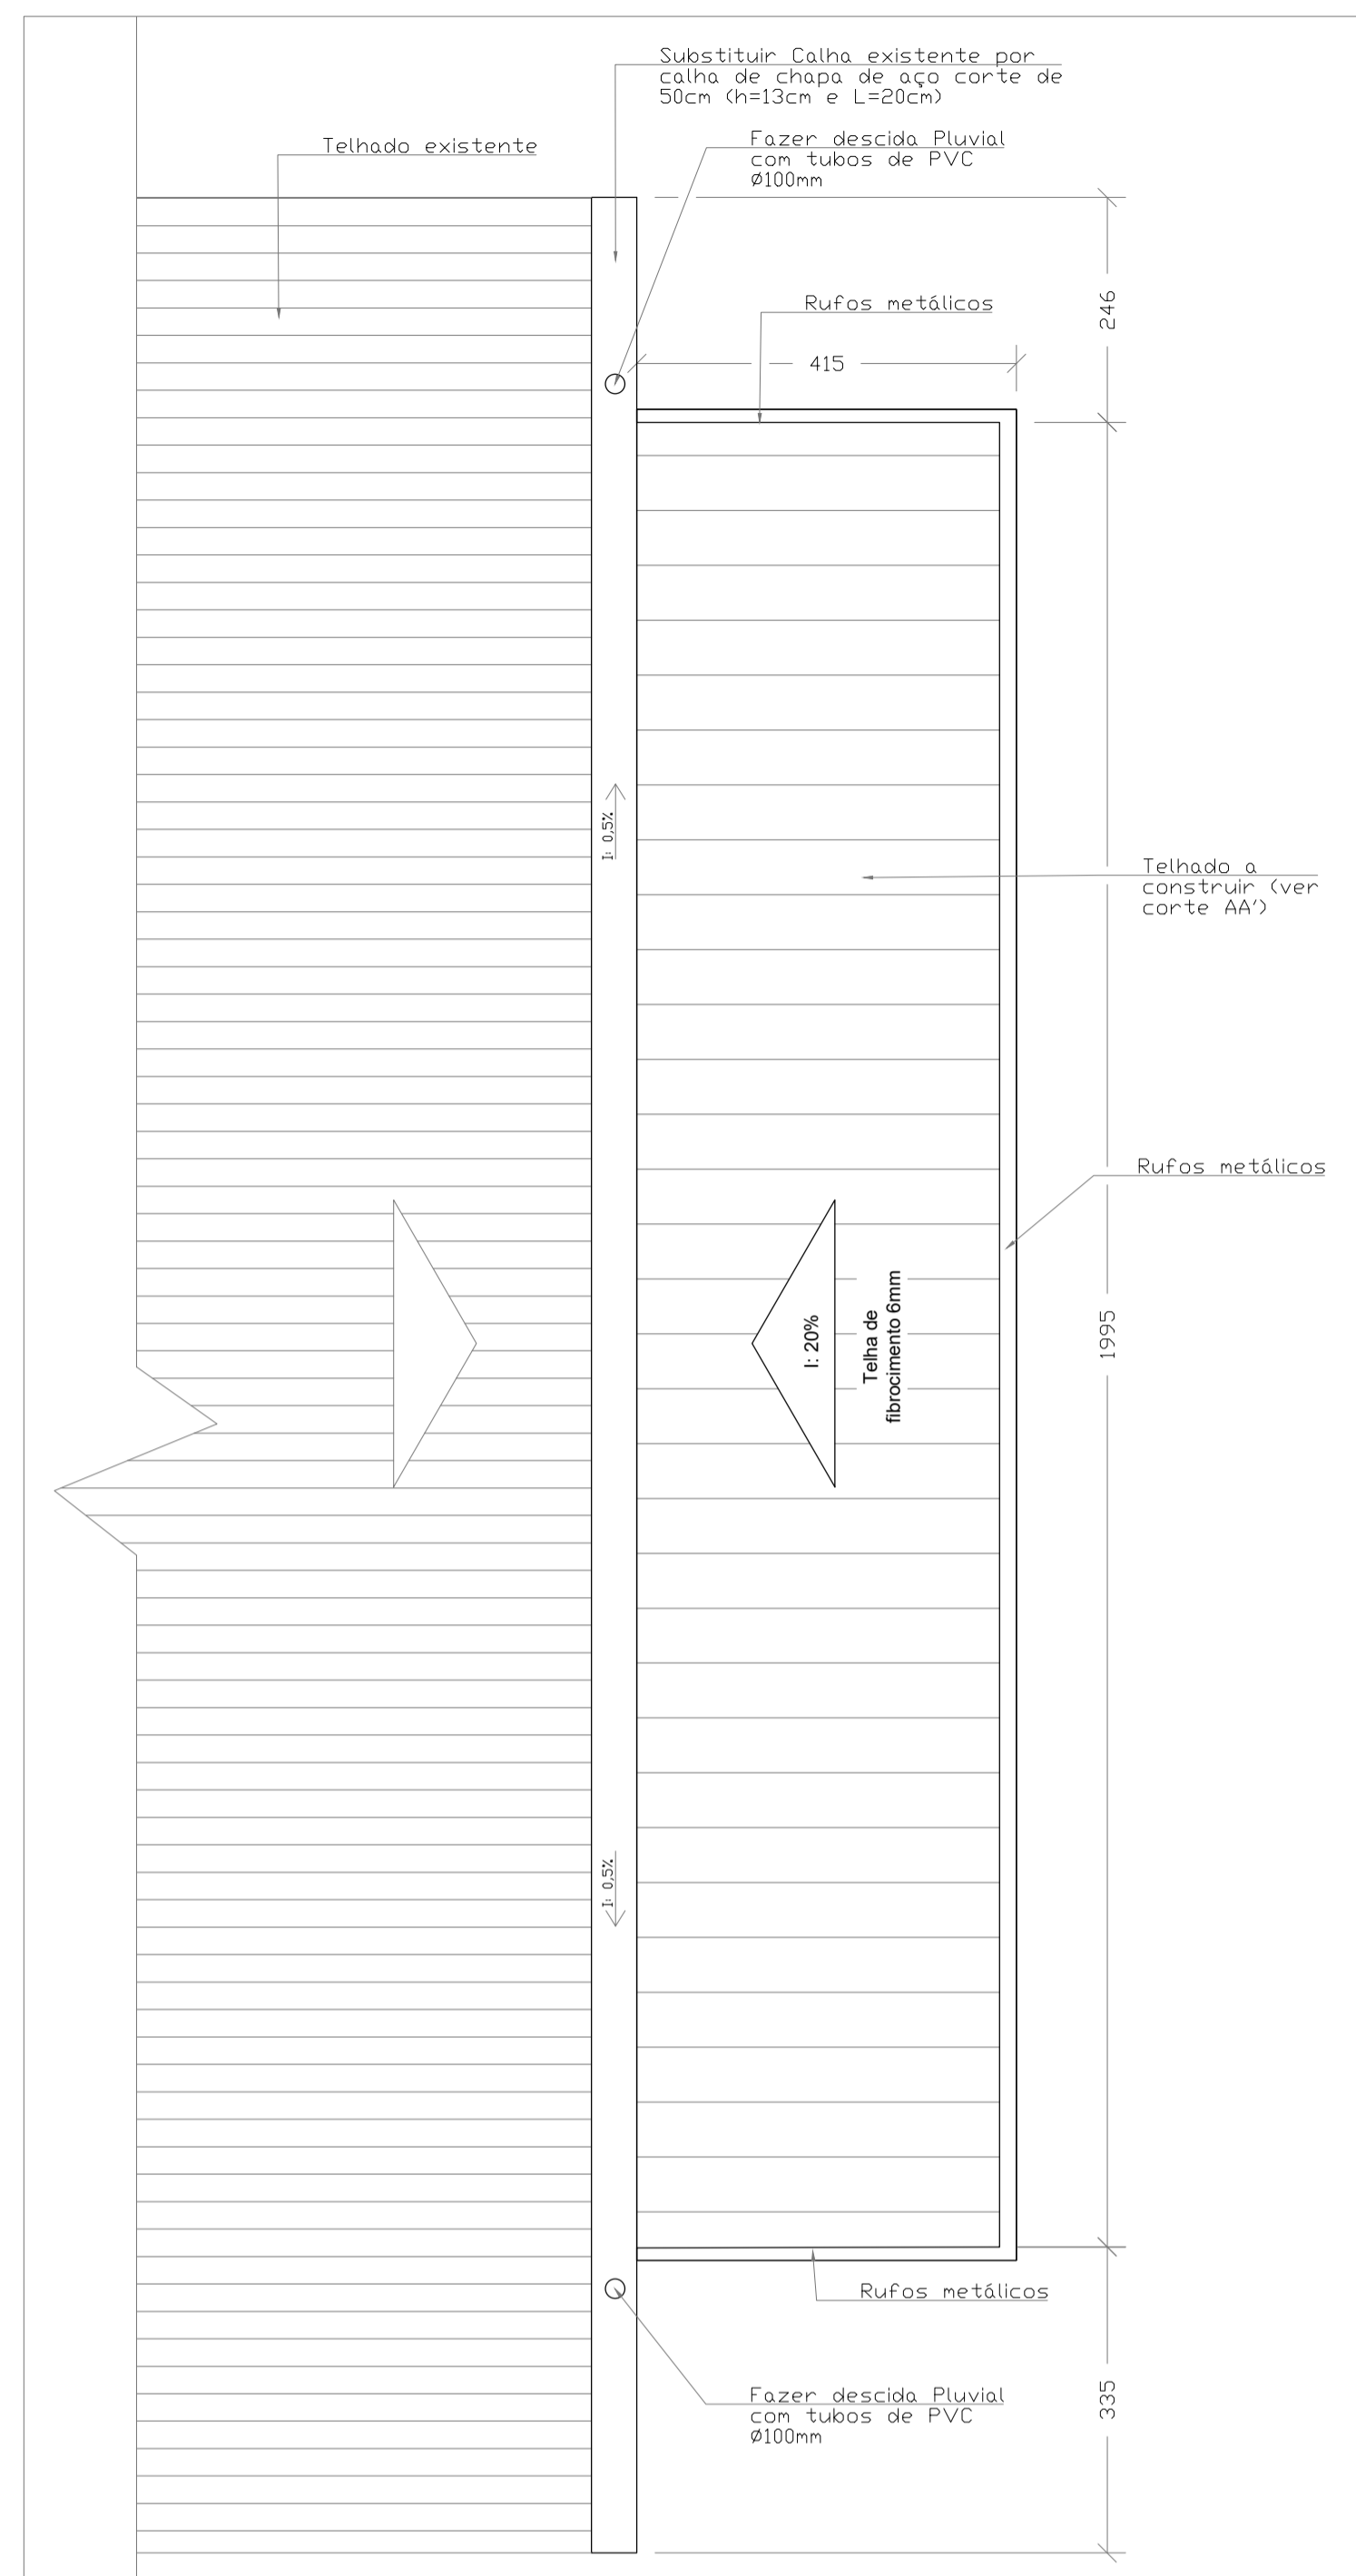 Substituir Calha existente por
calha de chapa de aço corte de
50cm (h=13cm e L=20cm)
Telhado existente
Fazer descida Pluvial
com tubos de PVC
Ø100mm
246
Rufos metálicos
415
I: 0,5%
Telhado a
construir (ver
corte AA')
Rufos metálicos
I: 20%
Telha de
fibrocimento 6mm
1995
I: 0,5%
Rufos metálicos
Fazer descida Pluvial
com tubos de PVC
Ø100mm
335